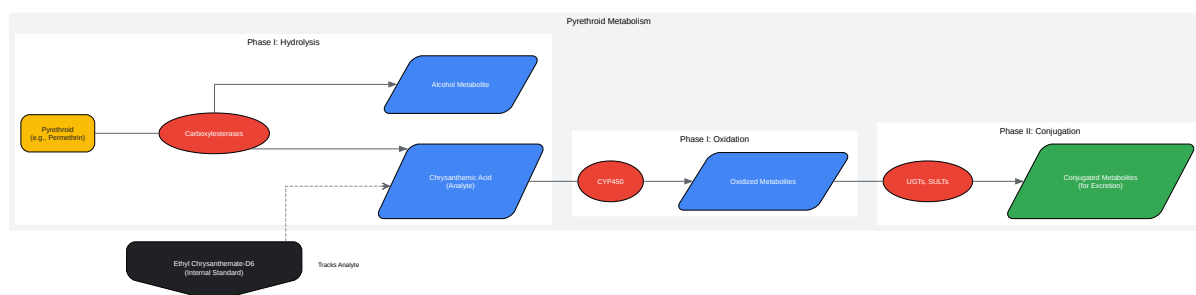 Pyrethroid Metabolism
Phase I: Hydrolysis
Alcohol Metabolite
Pyrethroid
(e.g., Permethrin)
Carboxylesterases
Chrysanthemic Acid
(Analyte)
Phase I: Oxidation
CYP450
Oxidized Metabolites
Phase II: Conjugation
UGTs, SULTs
Conjugated Metabolites
(for Excretion)
Ethyl Chrysanthemate-D6
(Internal Standard)
Tracks Analyte